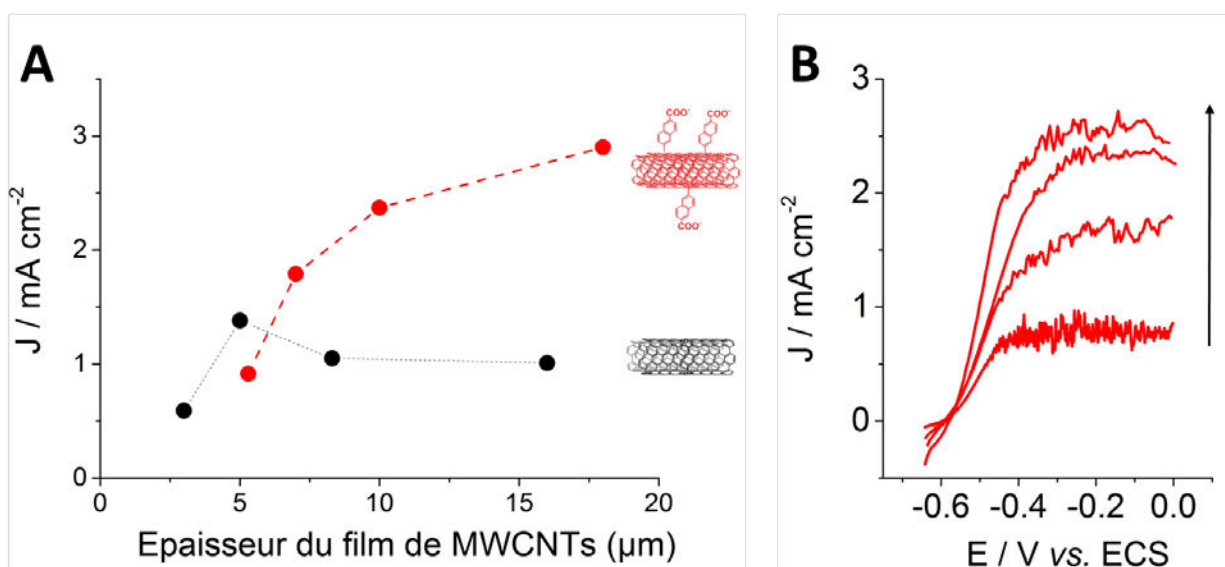 A
J / mA cm-2
3
2
1
0
0
5
10
15
20
Epaisseur du film de MWCNTs (µm)
COO-
COO-
COO-
B
J / mA cm-2
3
2
1
0
-0.6
-0.4
-0.2
0.0
E / V vs. ECS